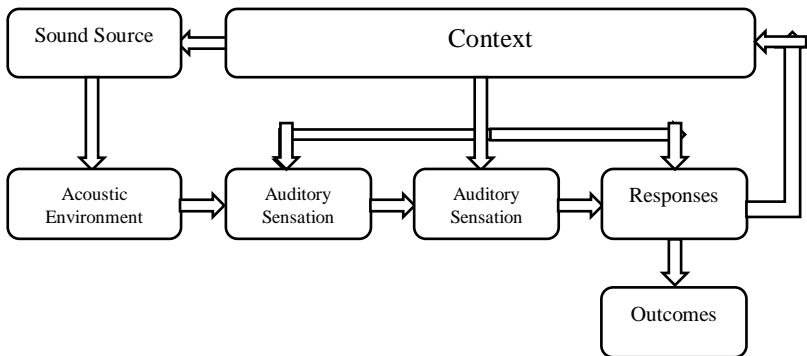 Sound Source
Context
Acoustic
Environment
Auditory
Sensation
Auditory
Sensation
Responses
Outcomes